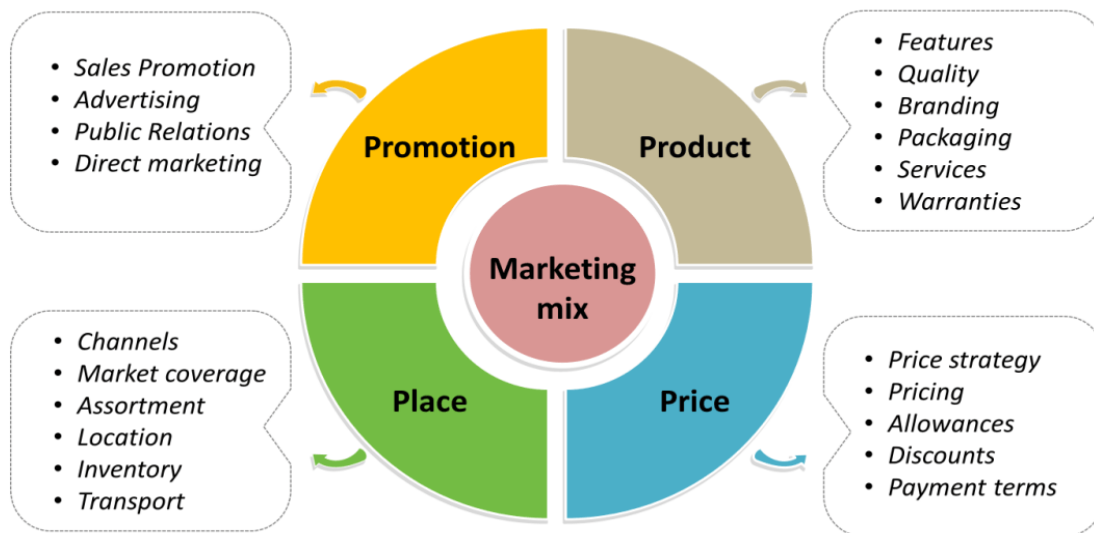 • Sales Promotion
• Advertising
• Public Relations
• Direct marketing
Promotion
Product
• Features
• Quality
• Branding
• Packaging
• Services
• Warranties
Marketing
mix
• Channels
• Market coverage
• Assortment
• Location
• Inventory
• Transport
Place
Price
• Price strategy
• Pricing
• Allowances
• Discounts
• Payment terms